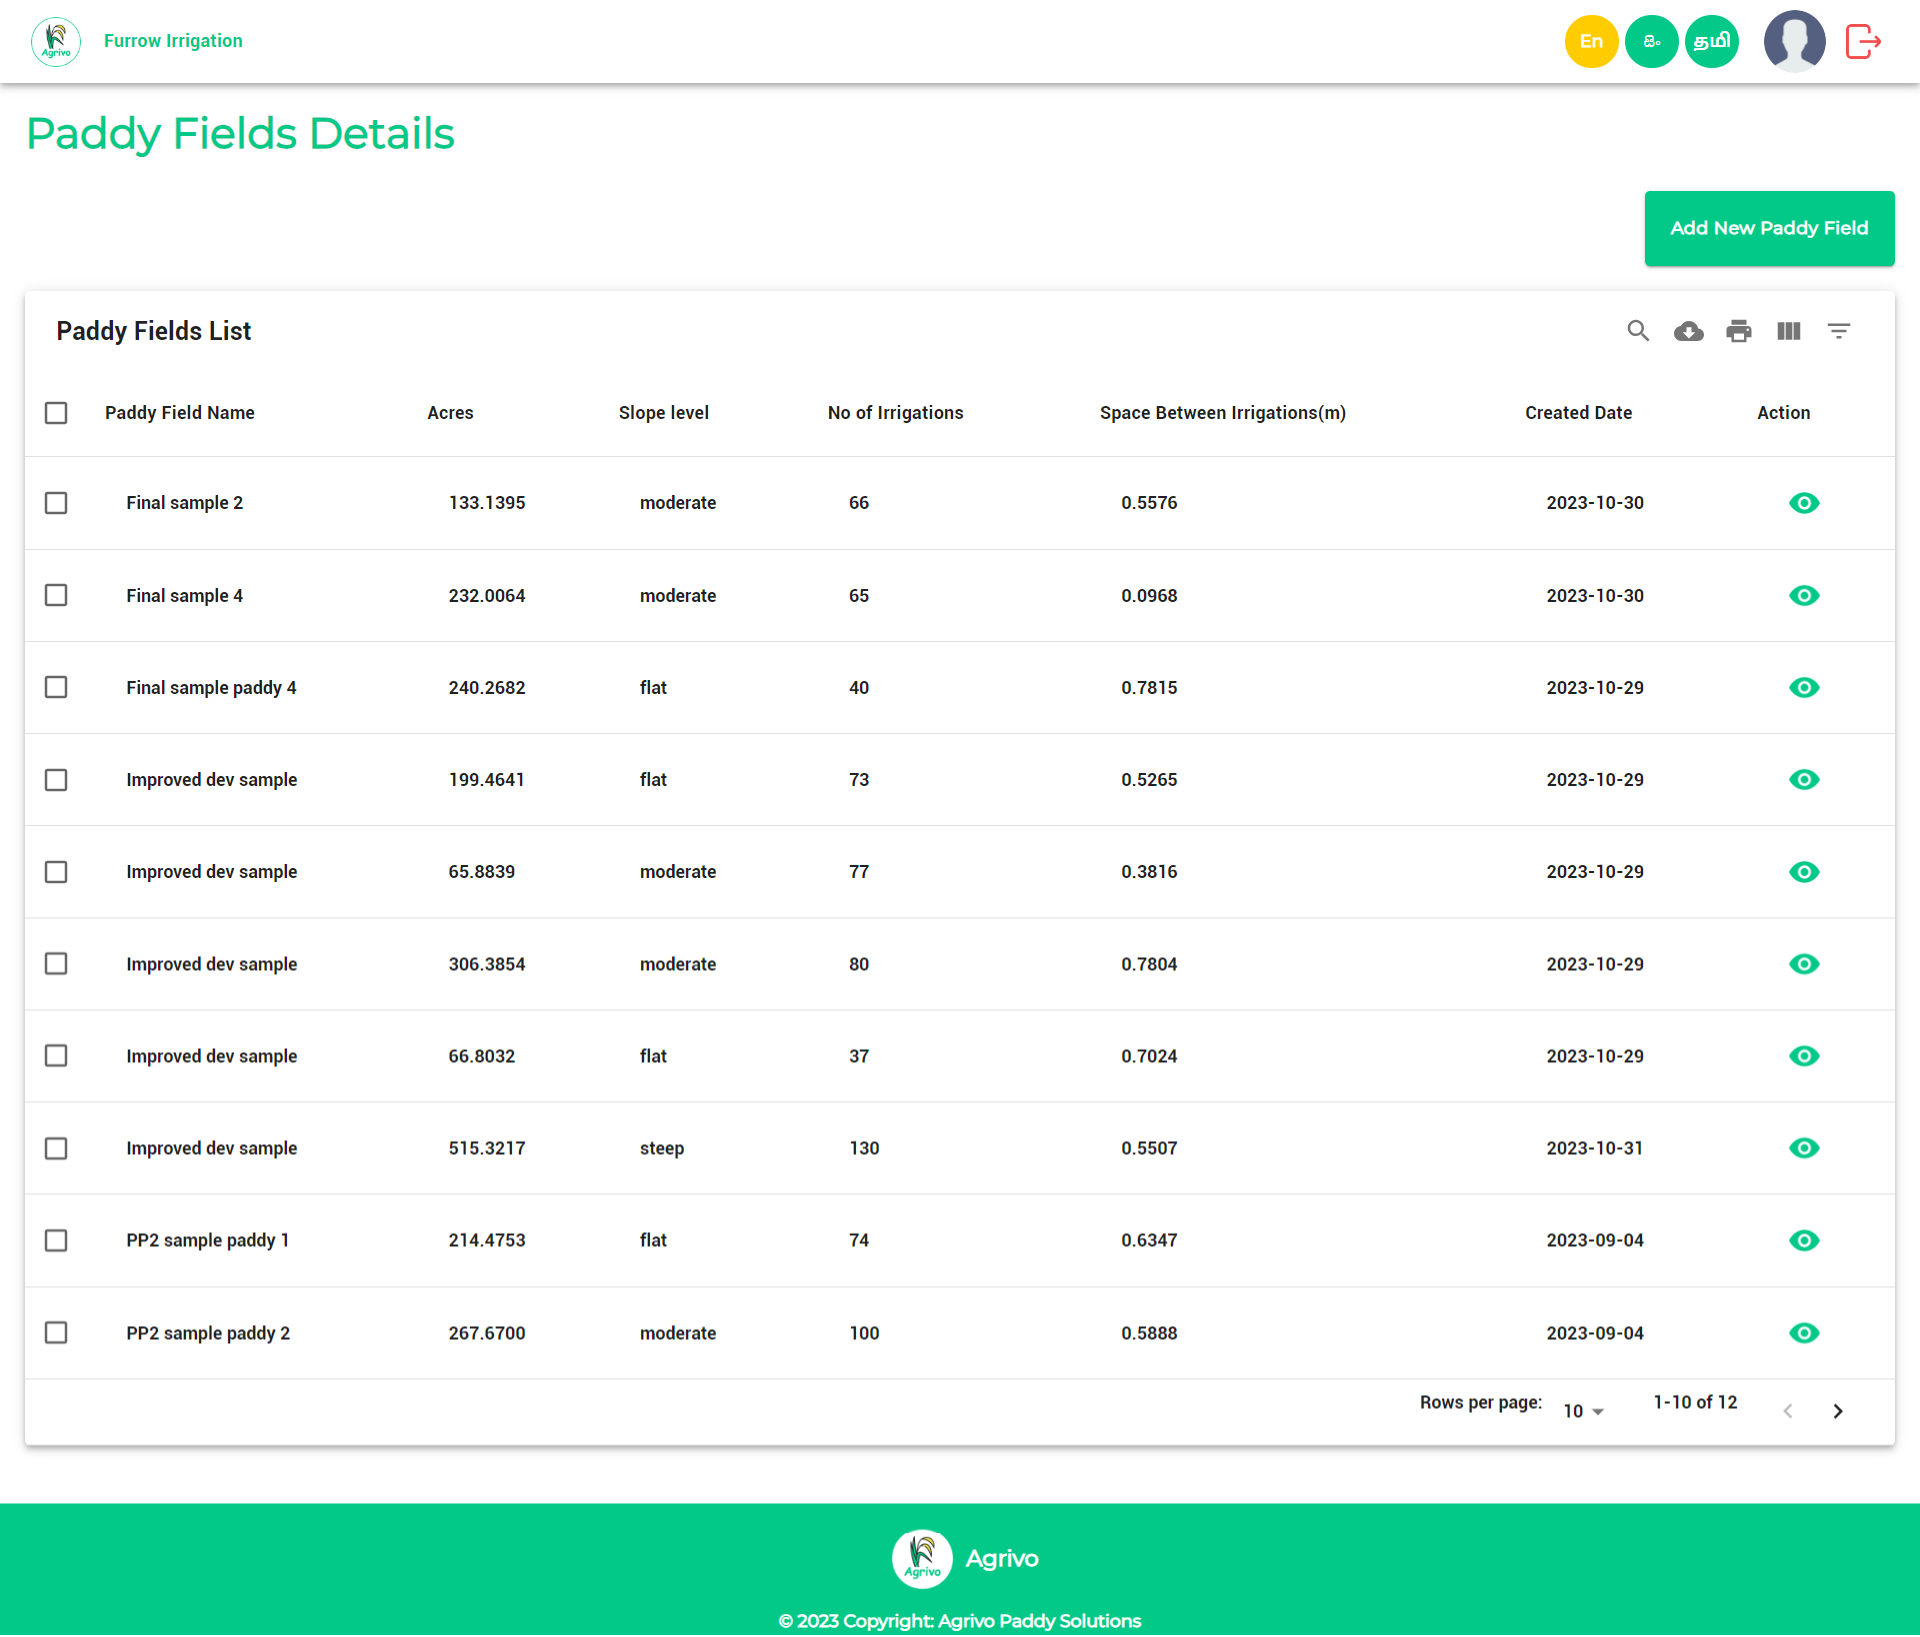 Agrivo
Furrow Irrigation
En
සිං
தமி
Paddy Fields Details
Add New Paddy Field
Paddy Fields List
Paddy Field Name Acres Slope level No of Irrigations Space Between Irrigations(m) Created Date Action
Final sample 2 133.1395 moderate 66 0.5576 2023-10-30
Final sample 4 232.0064 moderate 65 0.0968 2023-10-30
Final sample paddy 4 240.2682 flat 40 0.7815 2023-10-29
Improved dev sample 199.4641 flat 73 0.5265 2023-10-29
Improved dev sample 65.8839 moderate 77 0.3816 2023-10-29
Improved dev sample 306.3854 moderate 80 0.7804 2023-10-29
Improved dev sample 66.8032 flat 37 0.7024 2023-10-29
Improved dev sample 515.3217 steep 130 0.5507 2023-10-31
PP2 sample paddy 1 214.4753 flat 74 0.6347 2023-09-04
PP2 sample paddy 2 267.6700 moderate 100 0.5888 2023-09-04
Rows per page: 10 1-10 of 12
Agrivo
Agrivo
© 2023 Copyright: Agrivo Paddy Solutions